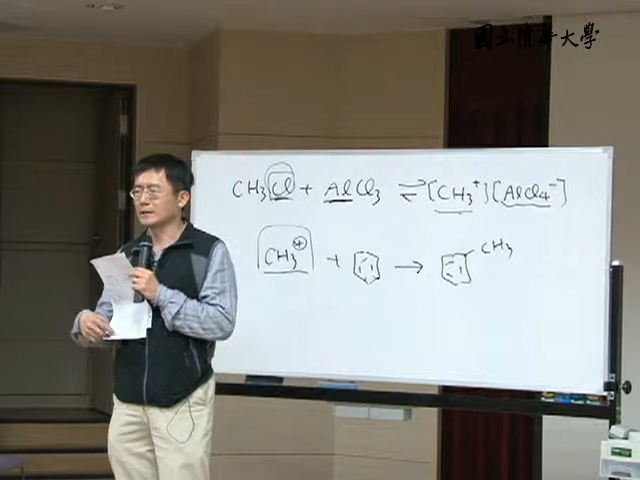 國立清華大學
CH₃Cl + AlCl₃ ⇌ [CH₃⁺][AlCl₄⁻]
CH₃⊕ + → CH₃